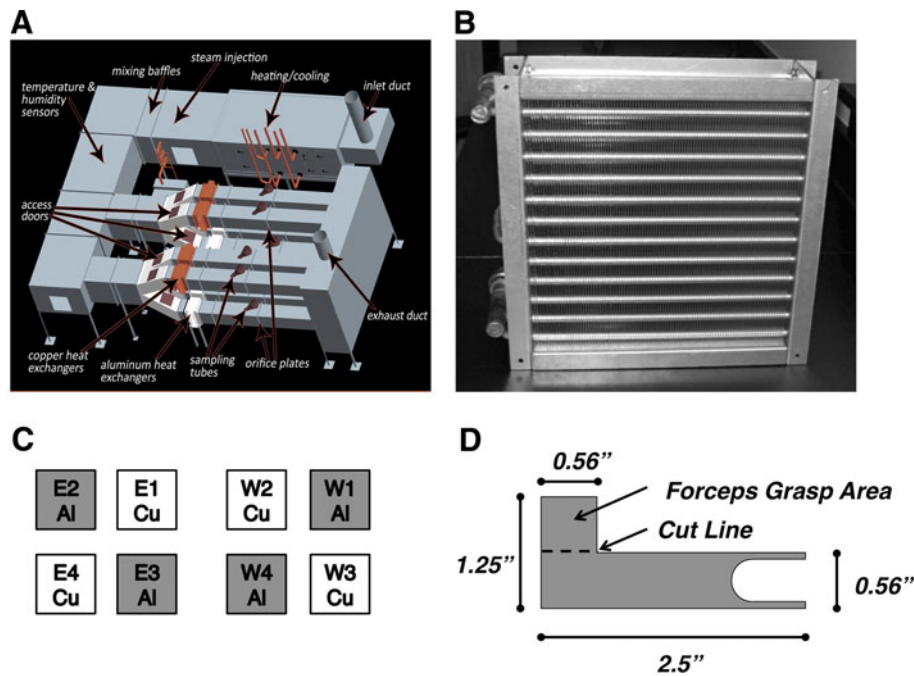 A
steam injection
mixing baffles
heating/cooling
temperature &
humidity
sensors
inlet duct
access
doors
exhaust duct
copper heat
exchangers
aluminum heat
exchangers
sampling
tubes
orifice plates
B
C
E2
Al
E1
Cu
W2
Cu
W1
Al
E4
Cu
E3
Al
W4
Al
W3
Cu
D
0.56”
Forceps Grasp Area
Cut Line
1.25”
0.56”
2.5”